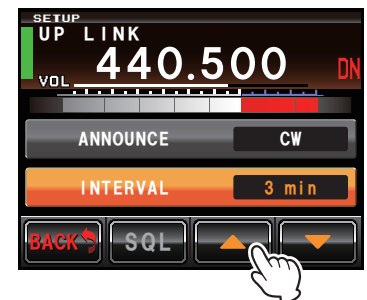 SETUP
UP LINK
440.500 DN
VOL
ANNOUNCE CW
INTERVAL 3 min
BACK SQL